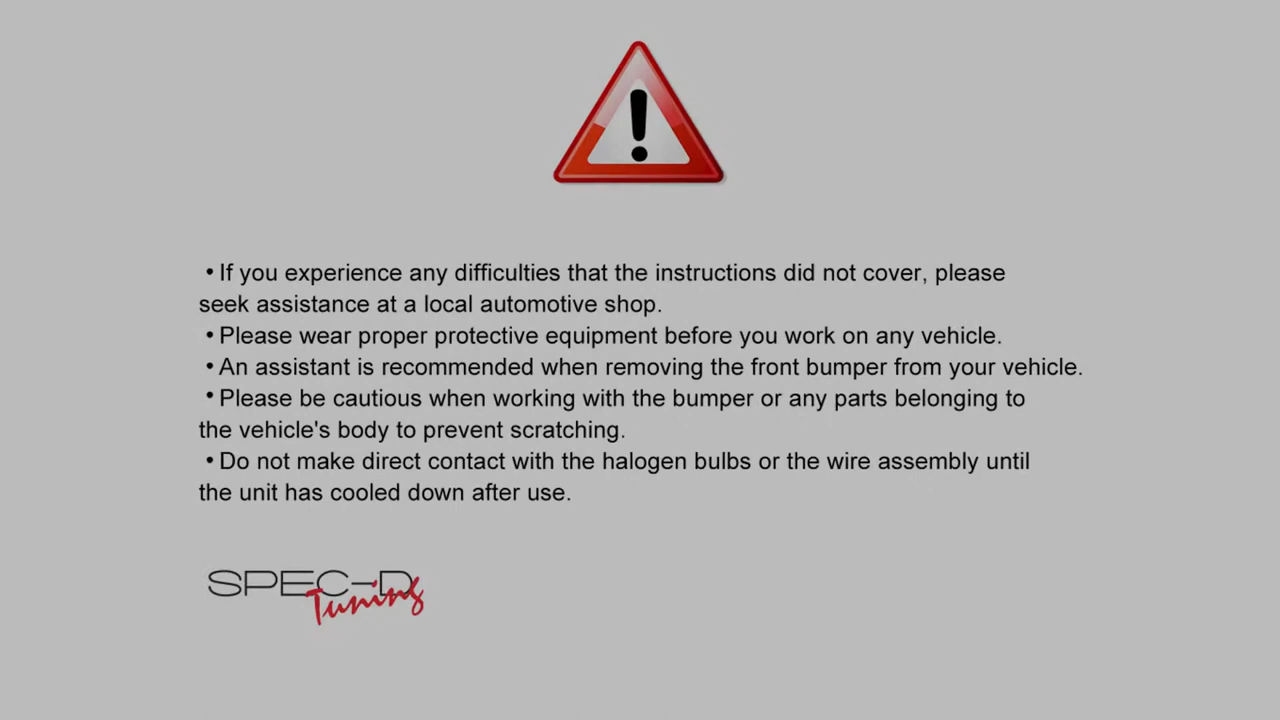 !
• If you experience any difficulties that the instructions did not cover, please
seek assistance at a local automotive shop.
• Please wear proper protective equipment before you work on any vehicle.
• An assistant is recommended when removing the front bumper from your vehicle.
• Please be cautious when working with the bumper or any parts belonging to
the vehicle's body to prevent scratching.
• Do not make direct contact with the halogen bulbs or the wire assembly until
the unit has cooled down after use.
SPEC-D
Tuning